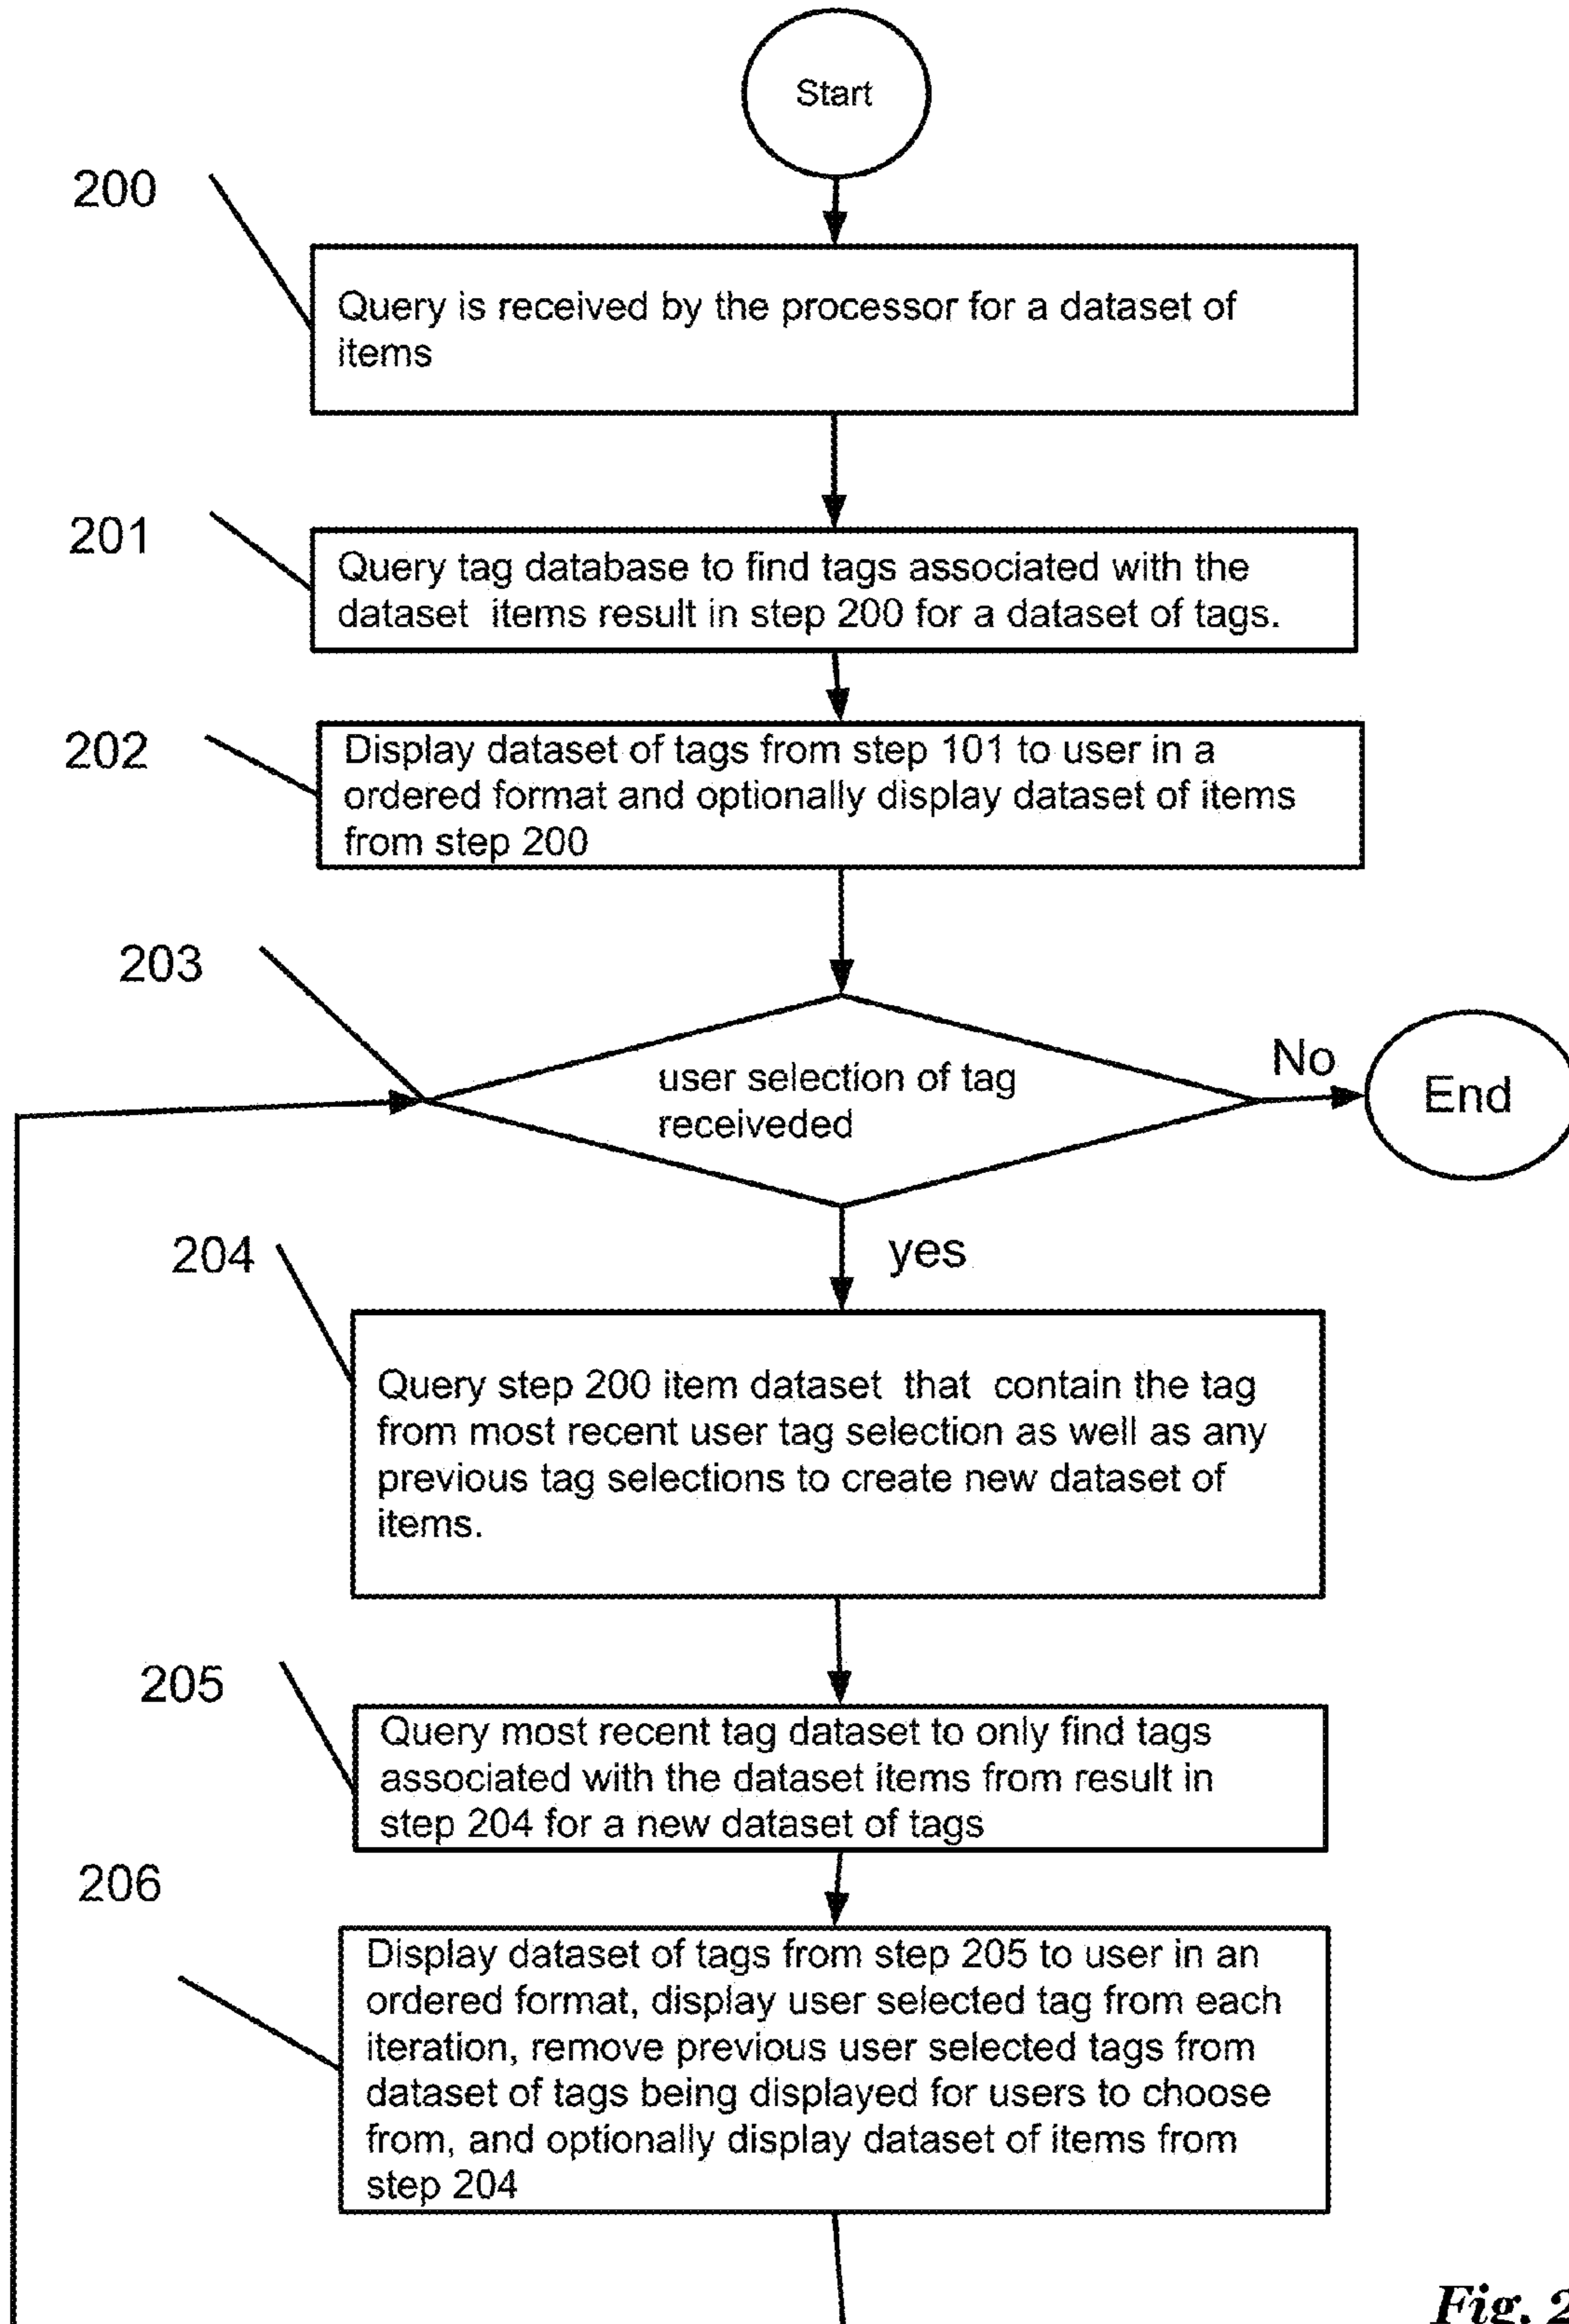 Start
200
Query is received by the processor for a dataset of
items
201
Query tag database to find tags associated with the
dataset items result in step 200 for a dataset of tags.
202
Display dataset of tags from step 101 to user in a
ordered format and optionally display dataset of items
from step 200
203
user selection of tag
receiveded
No
End
yes
204
Query step 200 item dataset that contain the tag
from most recent user tag selection as well as any
previous tag selections to create new dataset of
items.
205
Query most recent tag dataset to only find tags
associated with the dataset items from result in
step 204 for a new dataset of tags
206
Display dataset of tags from step 205 to user in an
ordered format, display user selected tag from each
iteration, remove previous user selected tags from
dataset of tags being displayed for users to choose
from, and optionally display dataset of items from
step 204
Fig. 2